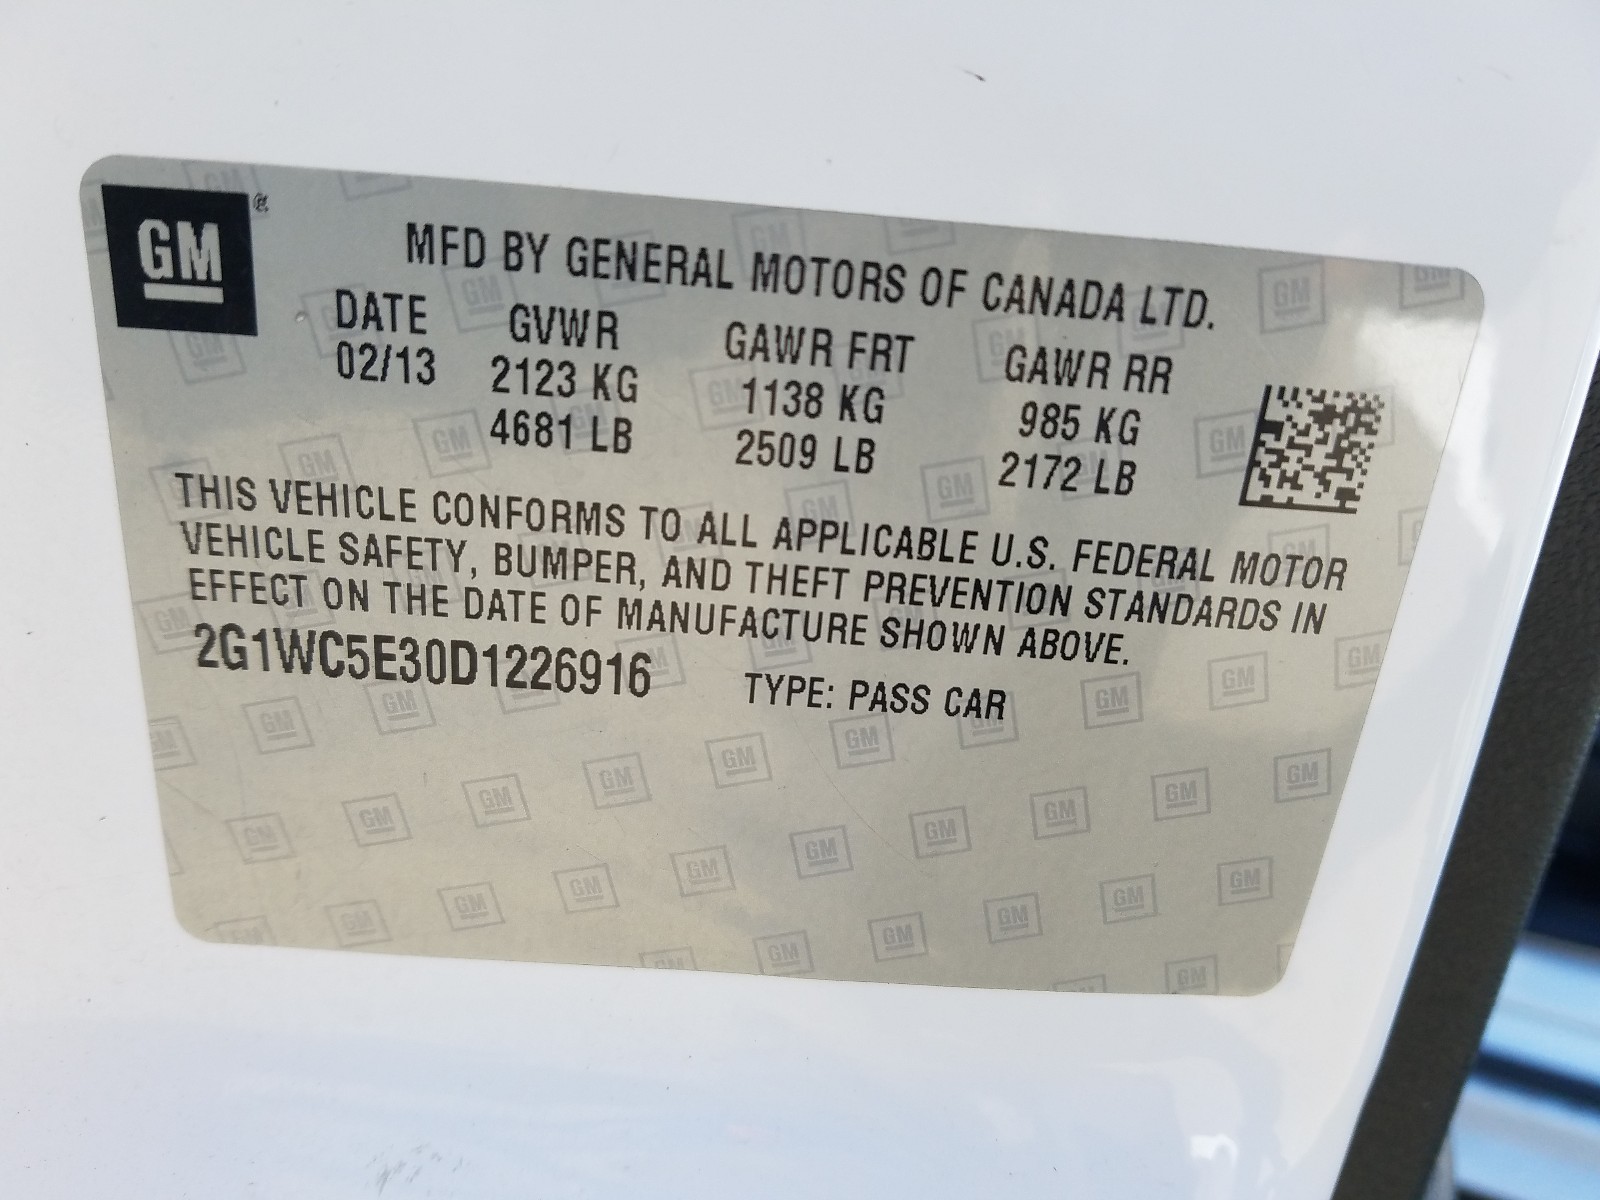 GM
MFD BY GENERAL MOTORS OF CANADA LTD.
DATE GVWR GAWR FRT GAWR RR
02/13 2123 KG 1138 KG 985 KG
4681 LB 2509 LB 2172 LB
THIS VEHICLE CONFORMS TO ALL APPLICABLE U.S. FEDERAL MOTOR
VEHICLE SAFETY, BUMPER, AND THEFT PREVENTION STANDARDS IN
EFFECT ON THE DATE OF MANUFACTURE SHOWN ABOVE.
2G1WC5E30D1226916 TYPE: PASS CAR